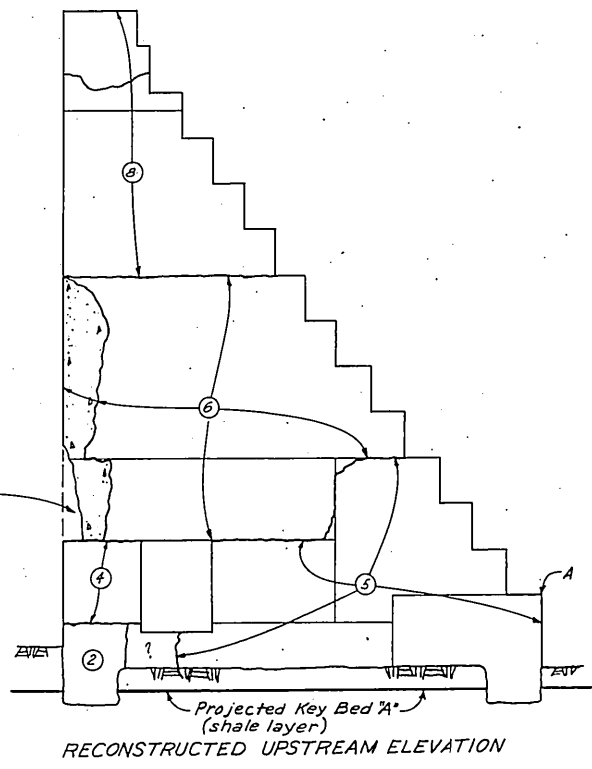 8
6
5
A
4
2
?
Projected Key Bed "A"
(shale layer)
RECONSTRUCTED UPSTREAM ELEVATION